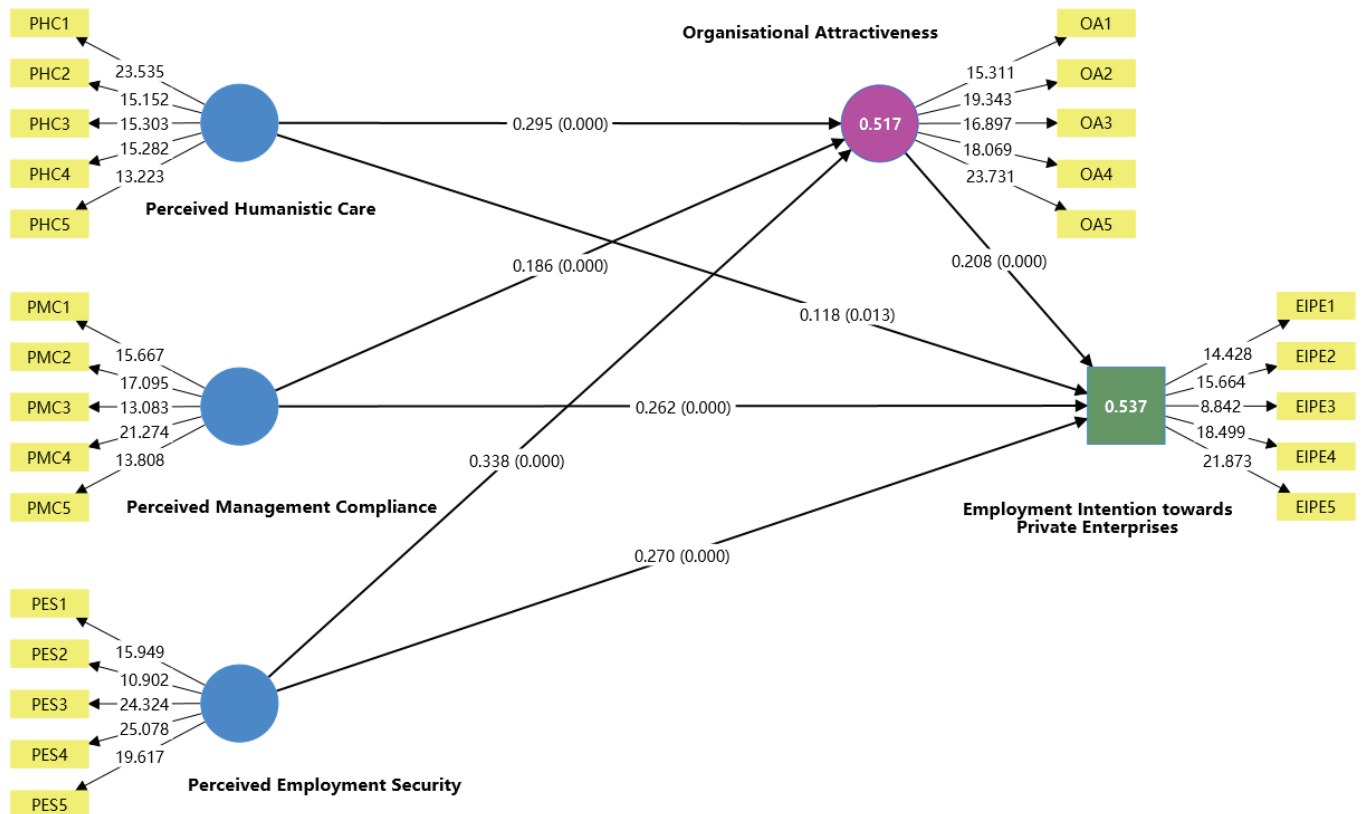 PHC1
PHC2
PHC3
PHC4
PHC5
23.535
15.152
15.303
15.282
13.223
Perceived Humanistic Care
Organisational Attractiveness
0.517
OA1
OA2
OA3
OA4
OA5
15.311
19.343
16.897
18.069
23.731
0.295 (0.000)
0.186 (0.000)
0.118 (0.013)
0.208 (0.000)
PMC1
PMC2
PMC3
PMC4
PMC5
15.667
17.095
13.083
21.274
13.808
Perceived Management Compliance
0.262 (0.000)
0.338 (0.000)
0.270 (0.000)
0.537
EIPE1
EIPE2
EIPE3
EIPE4
EIPE5
14.428
15.664
8.842
18.499
21.873
Employment Intention towards
Private Enterprises
PES1
PES2
PES3
PES4
PES5
15.949
10.902
24.324
25.078
19.617
Perceived Employment Security